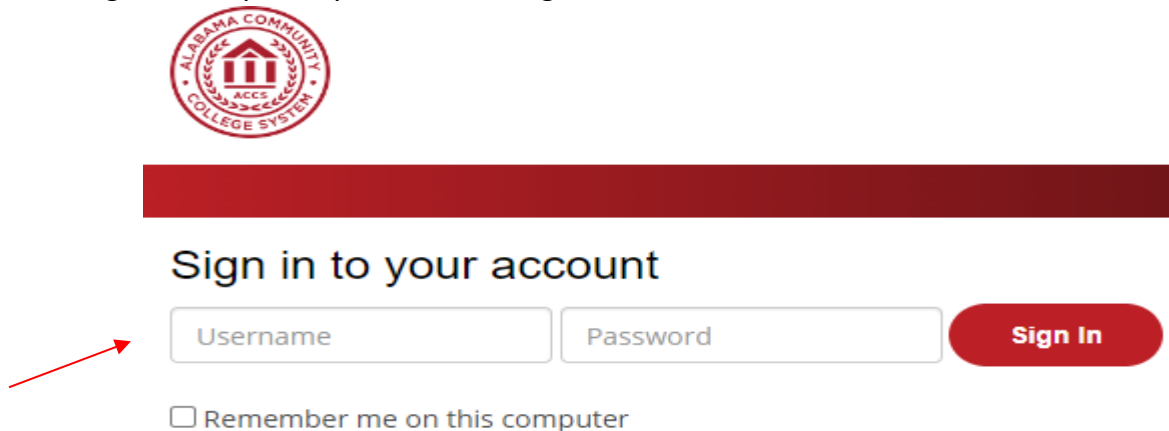 ALABAMA COMMUNITY COLLEGE SYSTEM
ACCS
Sign in to your account
Username Password Sign In
Remember me on this computer